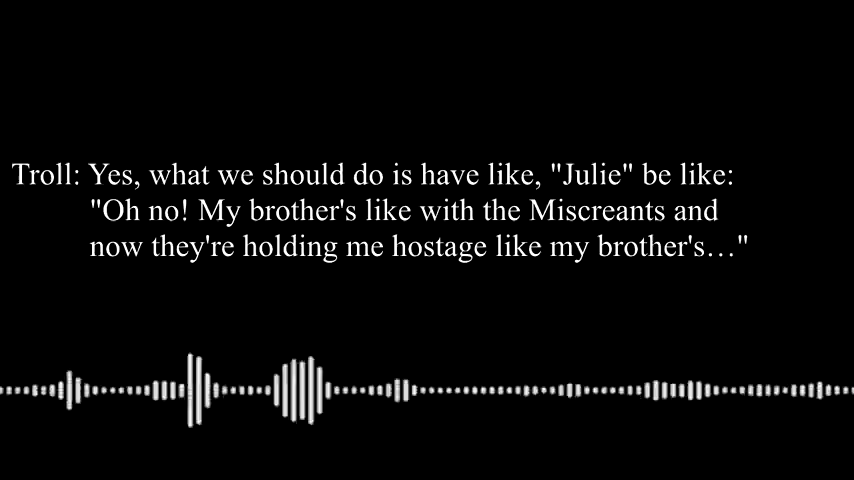 Troll: Yes, what we should do is have like, "Julie" be like:
"Oh no! My brother's like with the Miscreants and
now they're holding me hostage like my brother's…"